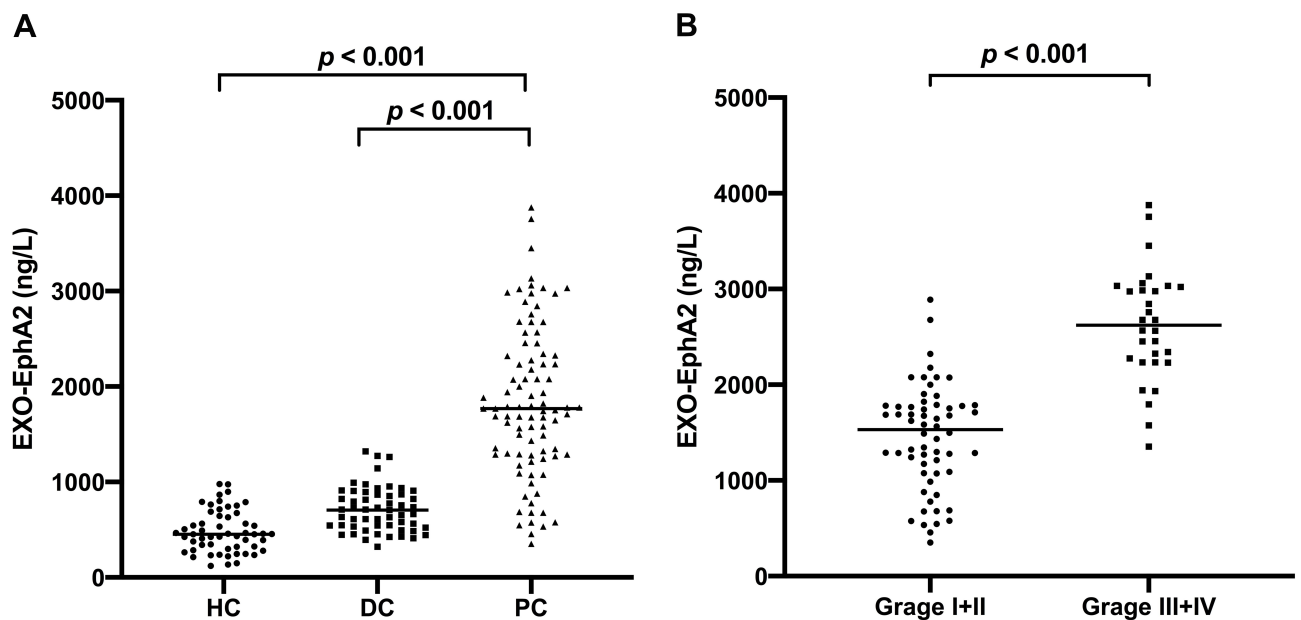 A
p < 0.001
p < 0.001
EXO-EphA2 (ng/L)
5000
4000
3000
2000
1000
0
HC DC PC
B
p < 0.001
EXO-EphA2 (ng/L)
5000
4000
3000
2000
1000
0
Grage I+II Grage III+IV